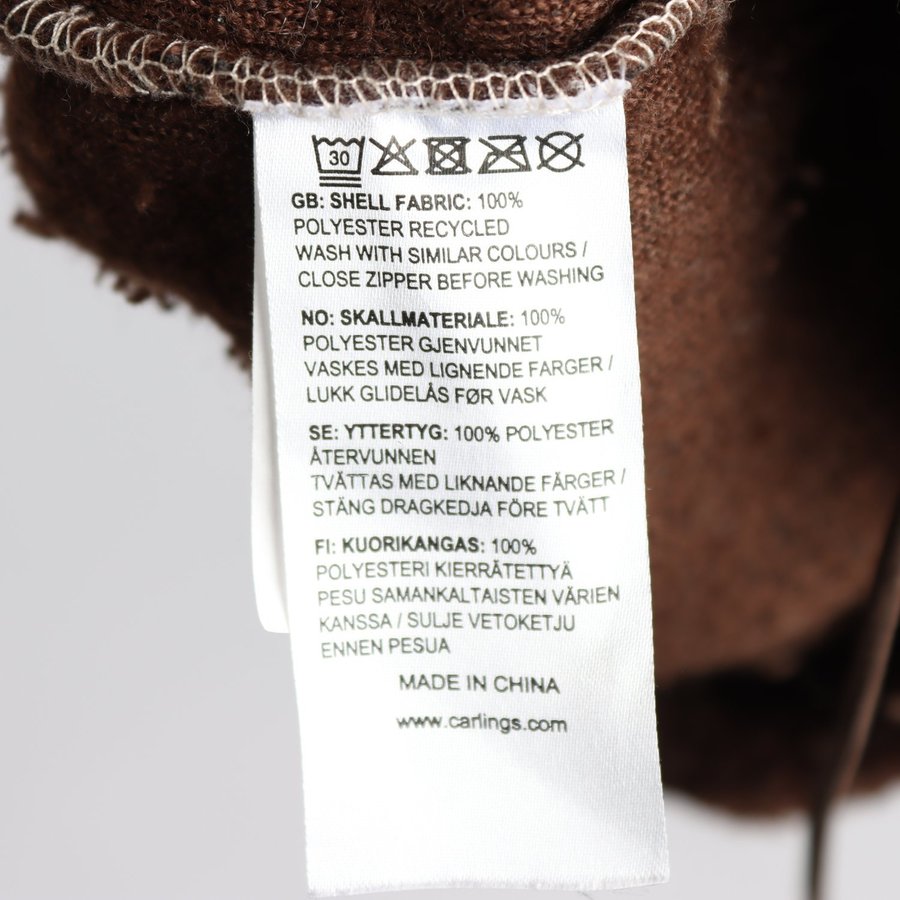 30
GB: SHELL FABRIC: 100%
POLYESTER RECYCLED
WASH WITH SIMILAR COLOURS /
CLOSE ZIPPER BEFORE WASHING
NO: SKALLMATERIALE: 100%
POLYESTER GJENVUNNET
VASKES MED LIGNENDE FARGER /
LUKK GLIDELÅS FØR VASK
SE: YTTERTYG: 100% POLYESTER
ÅTERVUNNEN
TVÄTTAS MED LIKNANDE FÄRGER /
STÄNG DRAGKEDJA FÖRE TVÄTT
FI: KUORIKANGAS: 100%
POLYESTERI KIERRÄTETTYÄ
PESU SAMANKALTAISTEN VÄRIEN
KANSSA / SULJE VETOKETJU
ENNEN PESUA
MADE IN CHINA
www.carlings.com